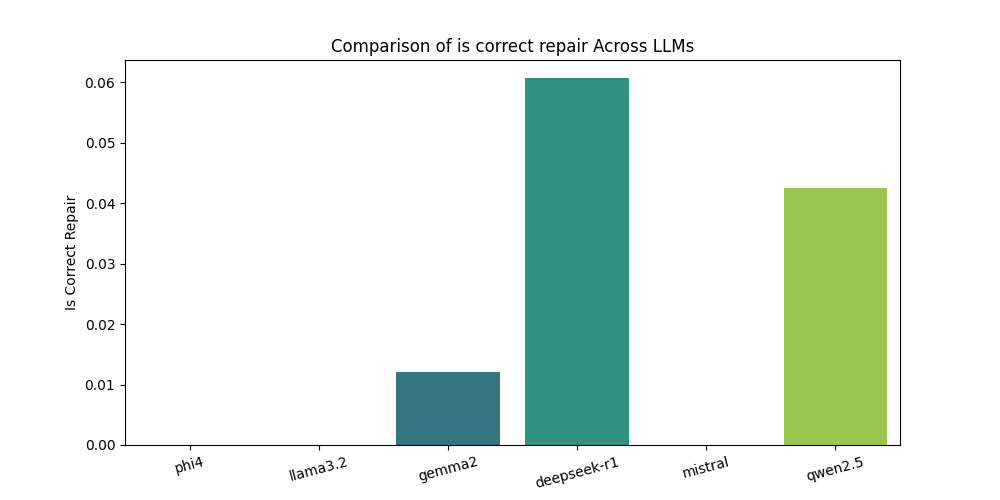 Comparison of is correct repair Across LLMs
Is Correct Repair
0.06
0.05
0.04
0.03
0.02
0.01
0.00
phi4
llama3.2
gemma2
deepseek-r1
mistral
qwen2.5